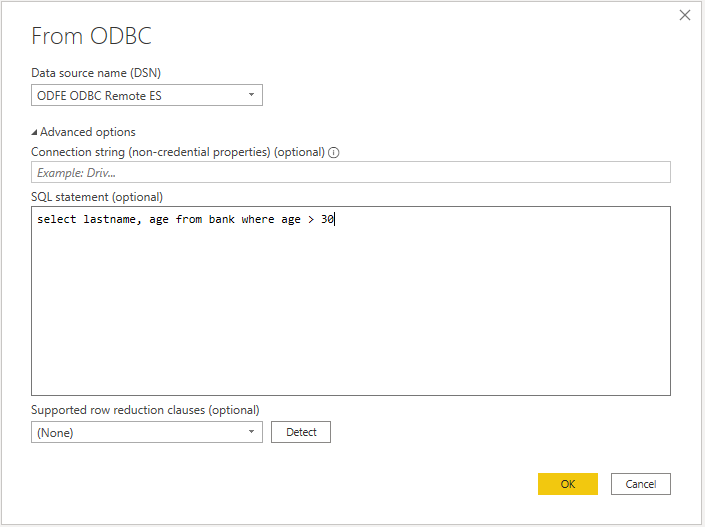 From ODBC
Data source name (DSN)
ODFE ODBC Remote ES
Advanced options
Connection string (non-credential properties) (optional)
Example: Driv...
SQL statement (optional)
select lastname, age from bank where age > 30
Supported row reduction clauses (optional)
(None) Detect
OK Cancel